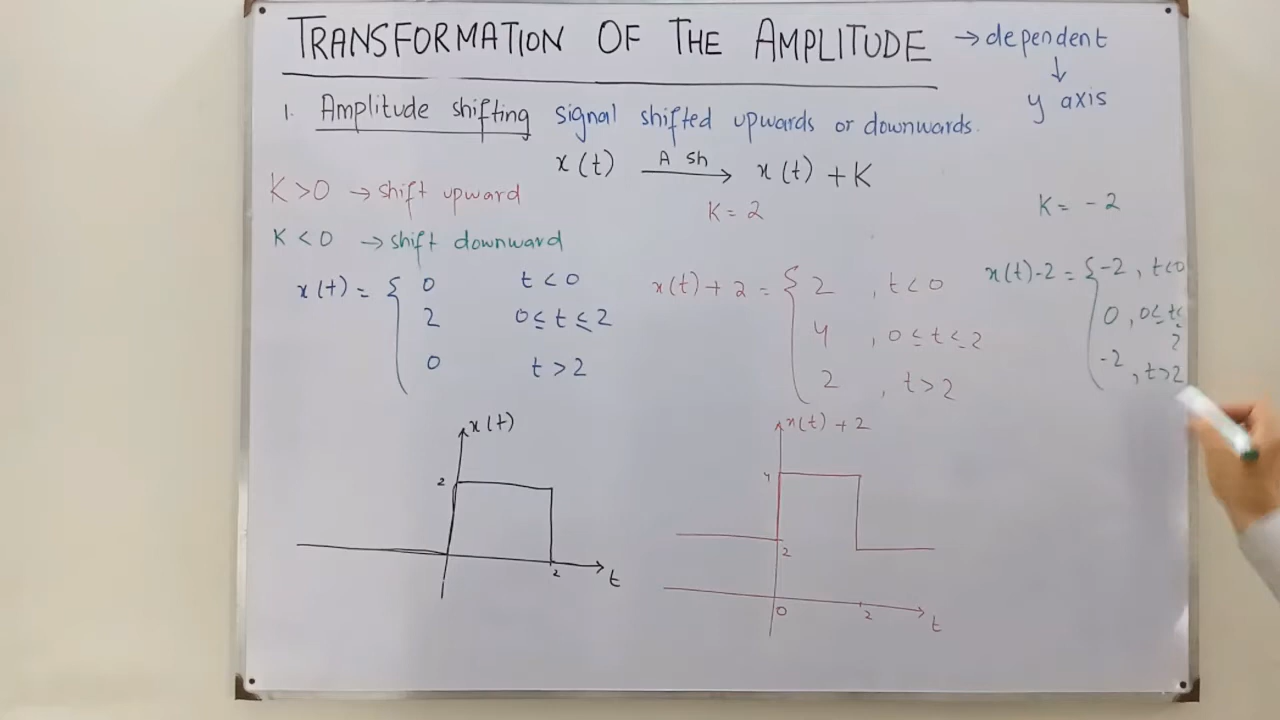 TRANSFORMATION OF THE AMPLITUDE → dependent
↓
y axis
1. Amplitude shifting signal shifted upwards or downwards.
x(t) A sh → x(t) + K
K > 0 → shift upward
K = 2
K = -2
K < 0 → shift downward
x(t) = { 0 t < 0
2 0 ≤ t ≤ 2
0 t > 2
x(t) + 2 = { 2 , t < 0
4 , 0 ≤ t ≤ 2
2 , t > 2
x(t) - 2 = { -2 , t < 0
0 , 0 ≤ t ≤
2
-2 , t > 2
x(t)
2
2
t
x(t) + 2
4
2
0
2
t